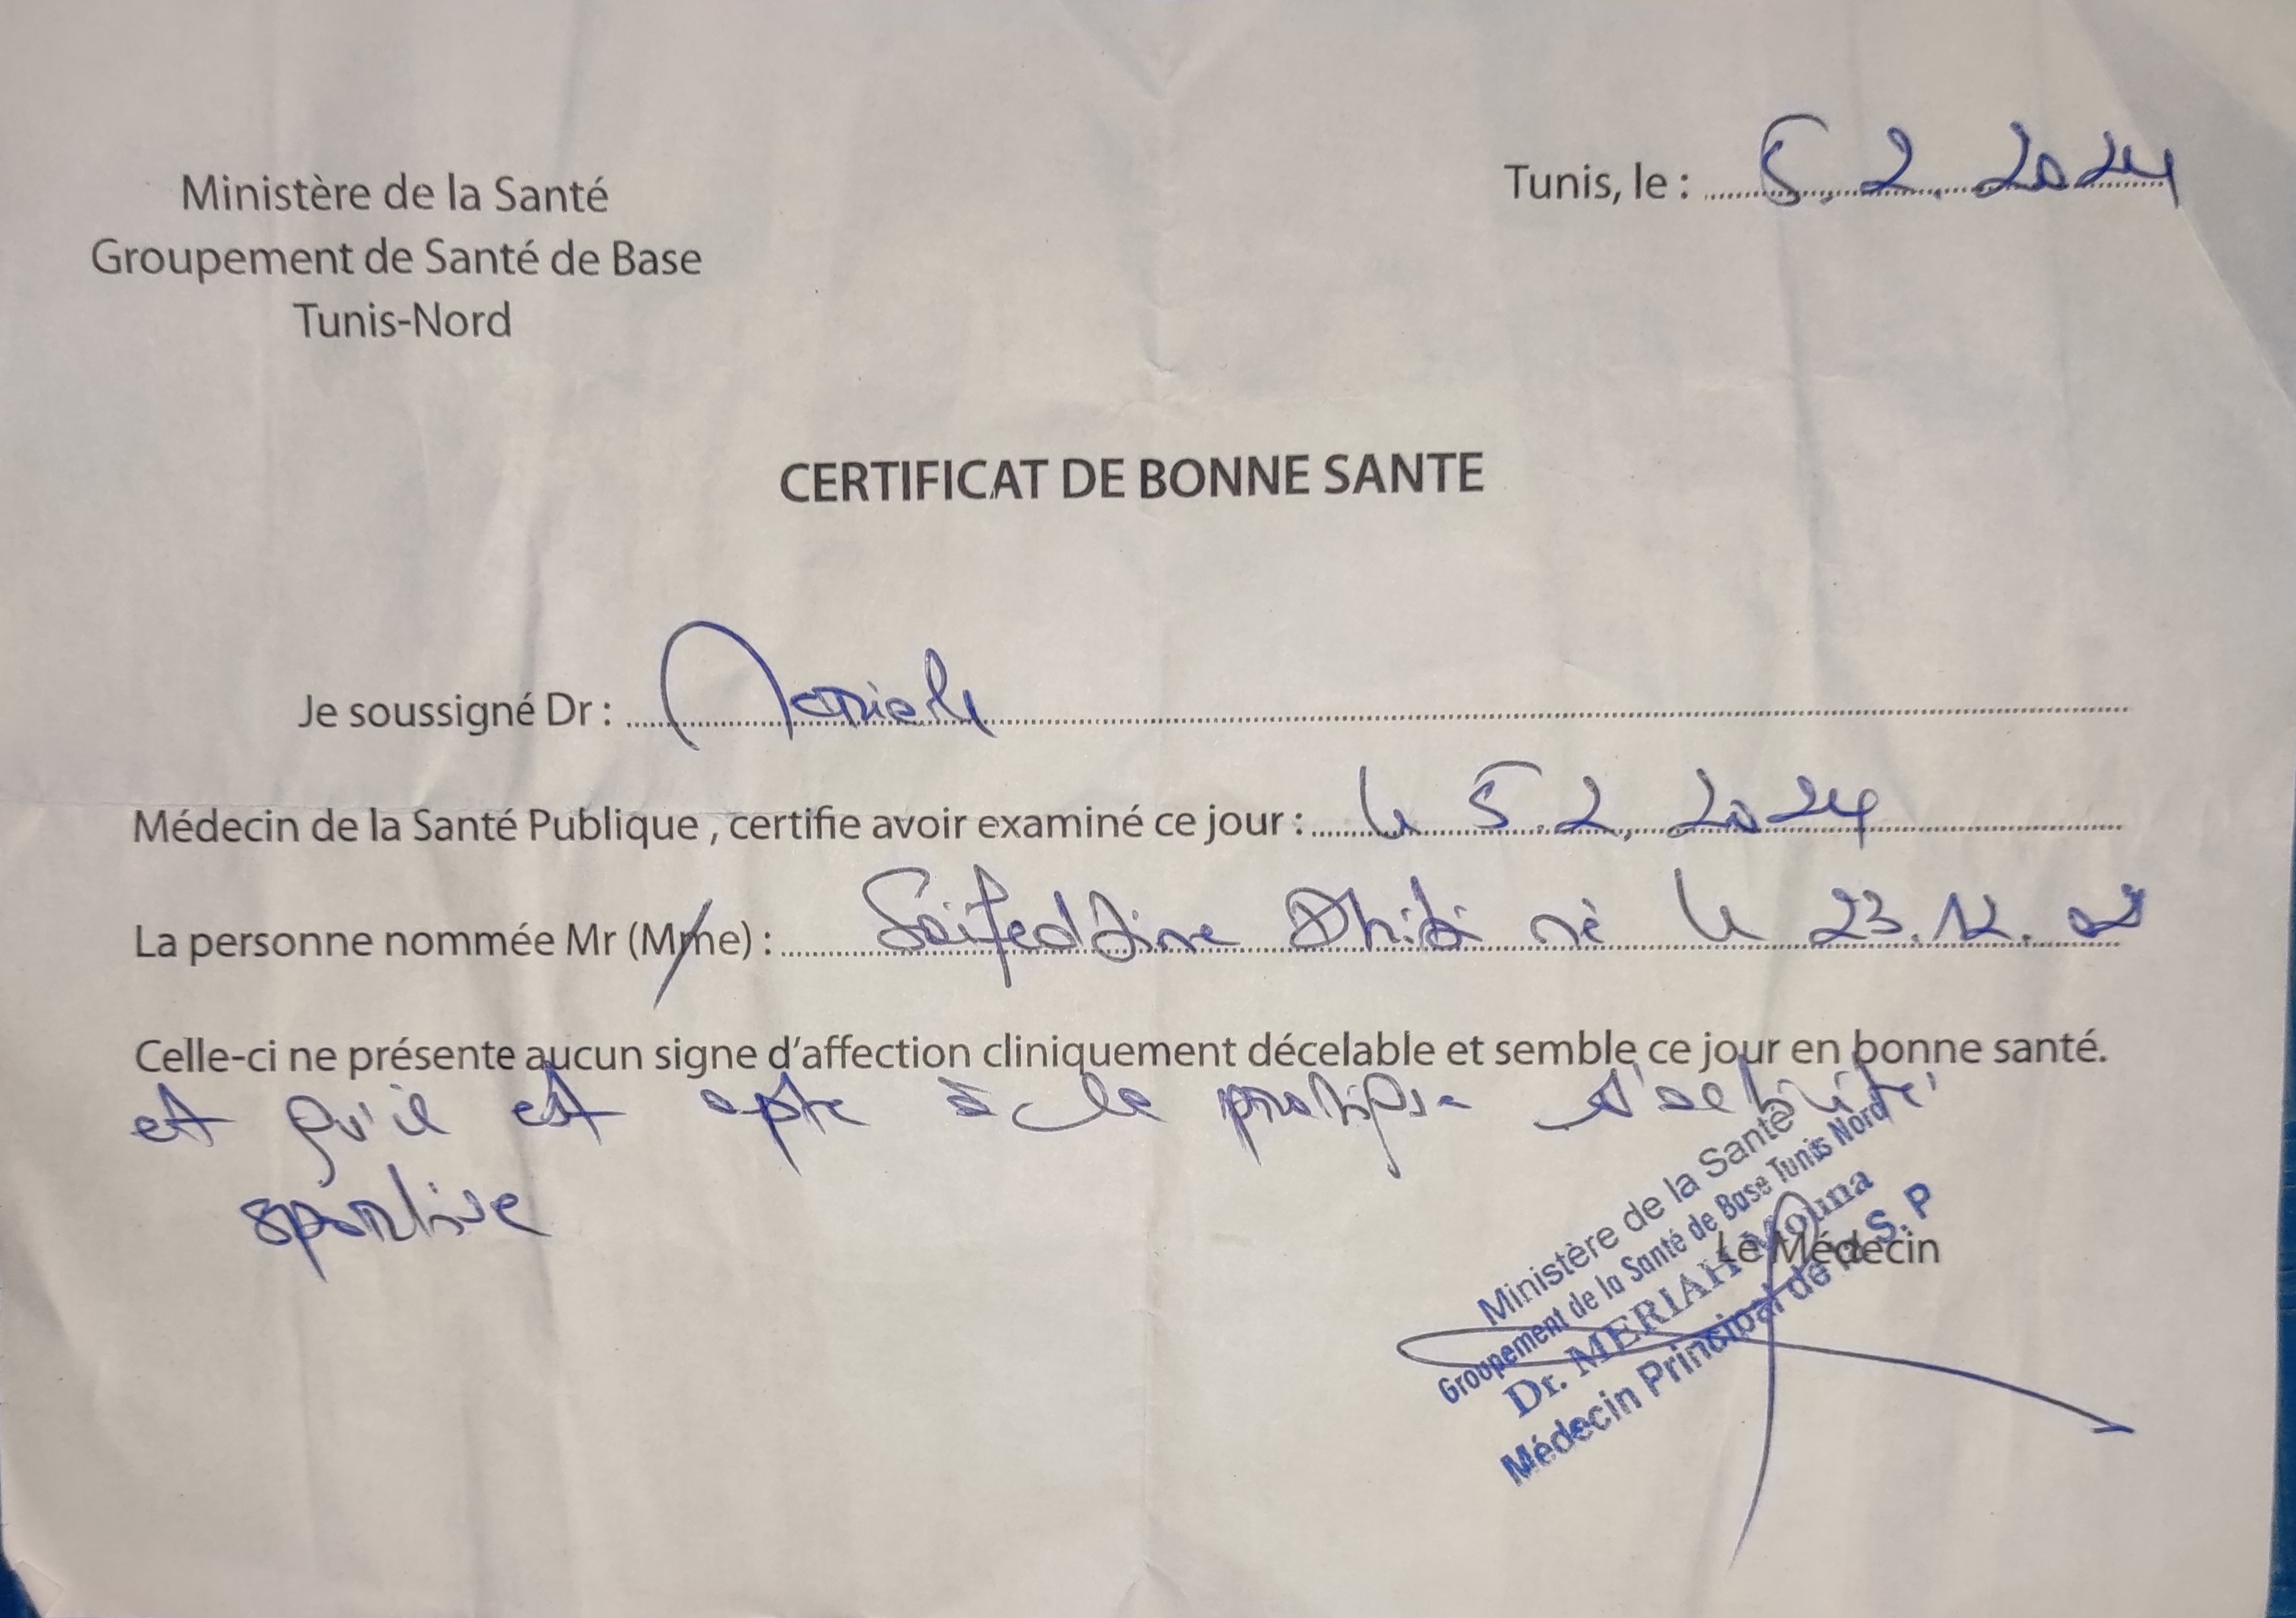 Ministère de la Santé
Groupement de Santé de Base
Tunis-Nord
Tunis, le : 5.2.2024
CERTIFICAT DE BONNE SANTE
Je soussigné Dr : Meriah
Médecin de la Santé Publique , certifie avoir examiné ce jour : le 5.2.2024
La personne nommée Mr (Mme) : Saifeddine Dhibi né le 23.12.
Celle-ci ne présente aucun signe d'affection cliniquement décelable et semble ce jour en bonne santé.
et qu'il est apte à la pratique d'activité
sportive
Le Médecin
Ministère de la Santé
Groupement de la Santé de Base Tunis Nord
Dr. MERIAH Mouna
Médecin Principal de la S. P